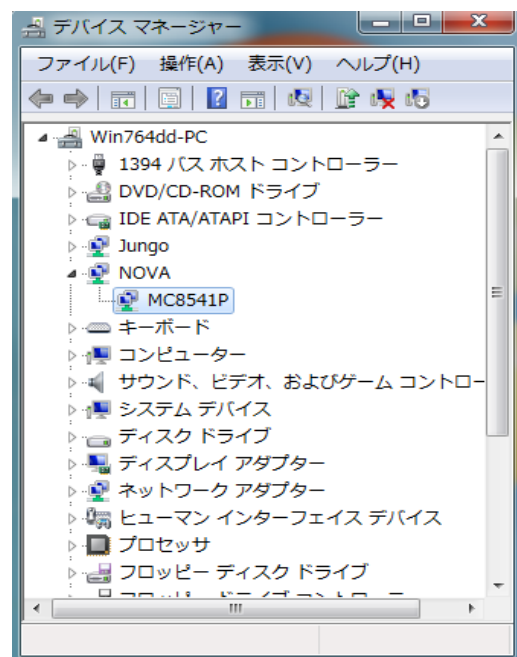 デバイス マネージャー
ファイル(F) 操作(A) 表示(V) ヘルプ(H)
Win764dd-PC
1394 バス ホスト コントローラー
DVD/CD-ROM ドライブ
IDE ATA/ATAPI コントローラー
Jungo
NOVA
MC8541P
キーボード
コンピューター
サウンド、ビデオ、およびゲーム コントロー
システム デバイス
ディスク ドライブ
ディスプレイ アダプター
ネットワーク アダプター
ヒューマン インターフェイス デバイス
プロセッサ
フロッピー ディスク ドライブ